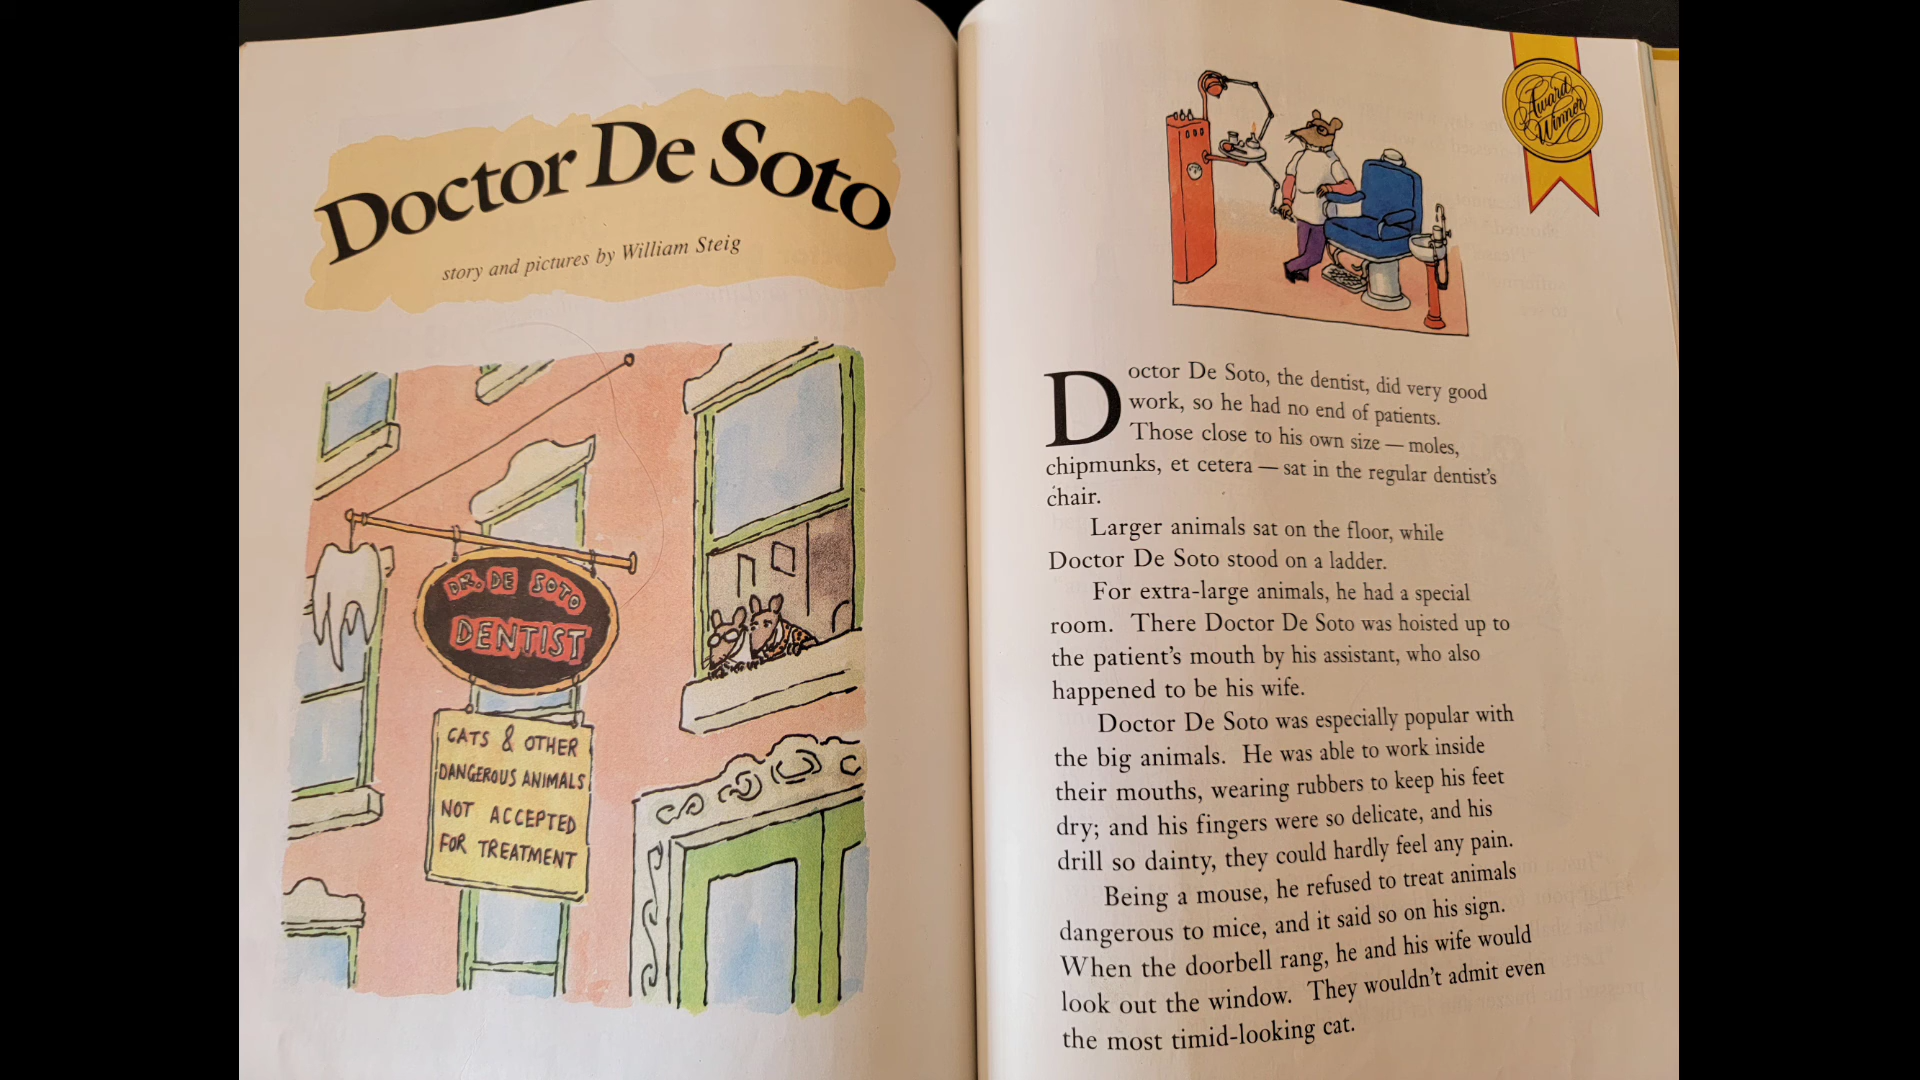 Doctor De Soto
story and pictures by William Steig
DR. DE SOTO
DENTIST
CATS & OTHER
DANGEROUS ANIMALS
NOT ACCEPTED
FOR TREATMENT
Award
Winner
Doctor De Soto, the dentist, did very good
work, so he had no end of patients.
Those close to his own size — moles,
chipmunks, et cetera — sat in the regular dentist's
chair.
Larger animals sat on the floor, while
Doctor De Soto stood on a ladder.
For extra-large animals, he had a special
room. There Doctor De Soto was hoisted up to
the patient's mouth by his assistant, who also
happened to be his wife.
Doctor De Soto was especially popular with
the big animals. He was able to work inside
their mouths, wearing rubbers to keep his feet
dry; and his fingers were so delicate, and his
drill so dainty, they could hardly feel any pain.
Being a mouse, he refused to treat animals
dangerous to mice, and it said so on his sign.
When the doorbell rang, he and his wife would
look out the window. They wouldn't admit even
the most timid-looking cat.